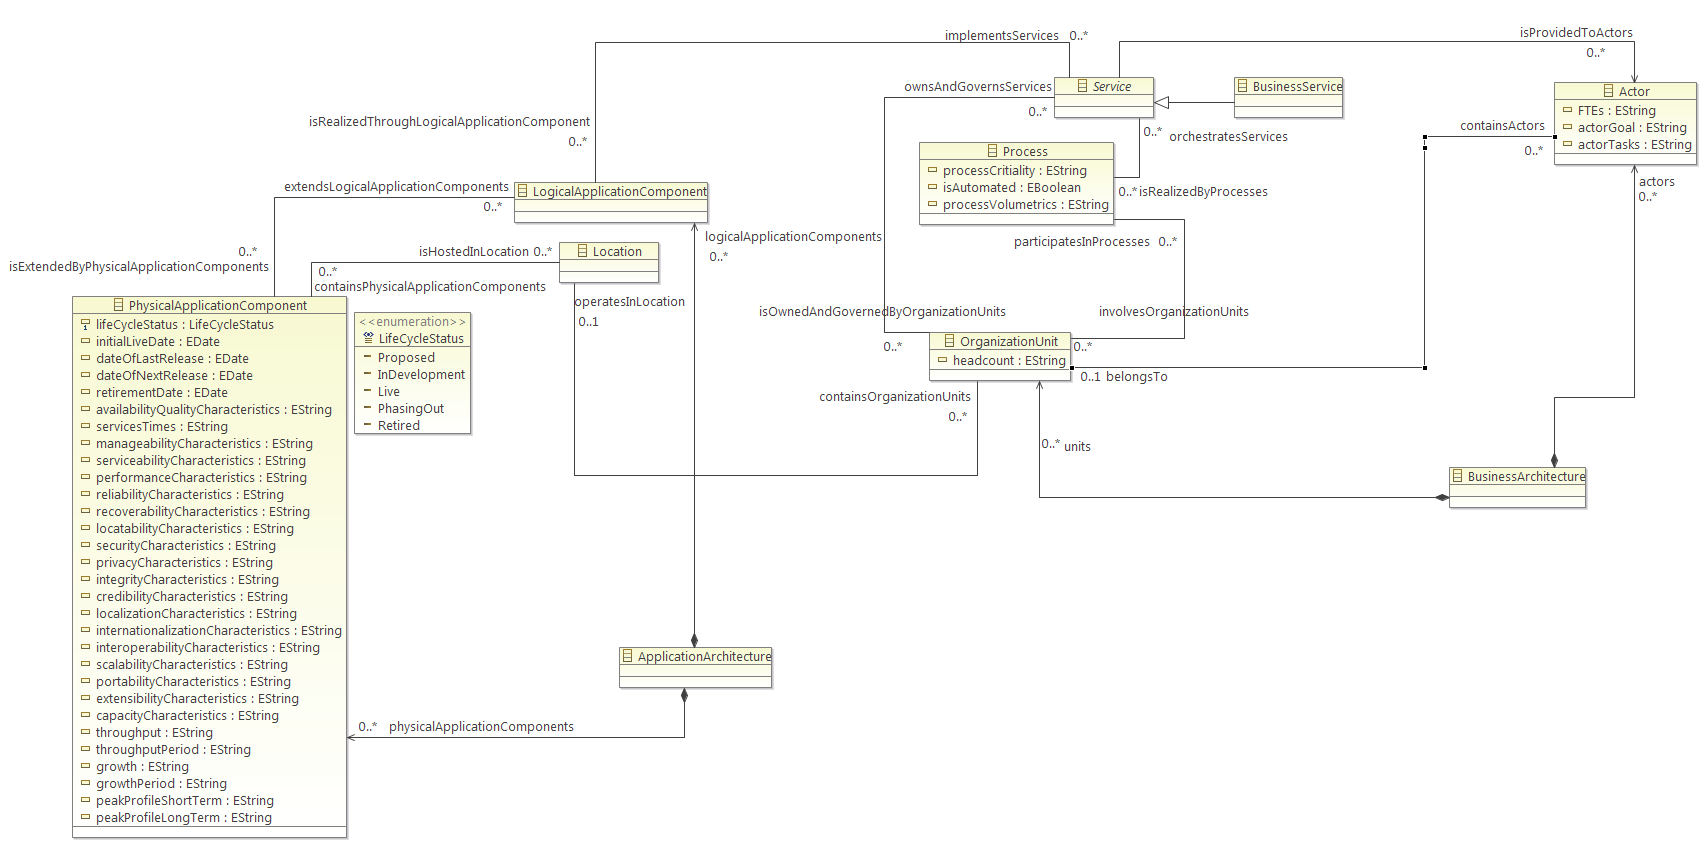 implementsServices 0..*
isProvidedToActors
0..*
ownsAndGovernsServices
0..*
Service
BusinessService
Actor
FTEs : EString
actorGoal : EString
actorTasks : EString
isRealizedThroughLogicalApplicationComponent
0..*
0..*
orchestratesServices
containsActors
0..*
Process
processCritiality : EString
isAutomated : EBoolean
processVolumetrics : EString
0..* isRealizedByProcesses
actors
0..*
extendsLogicalApplicationComponents
0..*
LogicalApplicationComponent
logicalApplicationComponents
0..*
participatesInProcesses 0..*
0..*
isExtendedByPhysicalApplicationComponents
isHostedInLocation 0..*
Location
0..*
containsPhysicalApplicationComponents
operatesInLocation
0..1
isOwnedAndGovernedByOrganizationUnits
0..*
involvesOrganizationUnits
0..*
PhysicalApplicationComponent
lifeCycleStatus : LifeCycleStatus
initialLiveDate : EDate
dateOfLastRelease : EDate
dateOfNextRelease : EDate
retirementDate : EDate
availabilityQualityCharacteristics : EString
servicesTimes : EString
manageabilityCharacteristics : EString
serviceabilityCharacteristics : EString
performanceCharacteristics : EString
reliabilityCharacteristics : EString
recoverabilityCharacteristics : EString
locatabilityCharacteristics : EString
securityCharacteristics : EString
privacyCharacteristics : EString
integrityCharacteristics : EString
credibilityCharacteristics : EString
localizationCharacteristics : EString
internationalizationCharacteristics : EString
interoperabilityCharacteristics : EString
scalabilityCharacteristics : EString
portabilityCharacteristics : EString
extensibilityCharacteristics : EString
capacityCharacteristics : EString
throughput : EString
throughputPeriod : EString
growth : EString
growthPeriod : EString
peakProfileShortTerm : EString
peakProfileLongTerm : EString
<<enumeration>>
LifeCycleStatus
Proposed
InDevelopment
Live
PhasingOut
Retired
OrganizationUnit
headcount : EString
0..1 belongsTo
containsOrganizationUnits
0..*
0..* units
BusinessArchitecture
ApplicationArchitecture
0..* physicalApplicationComponents